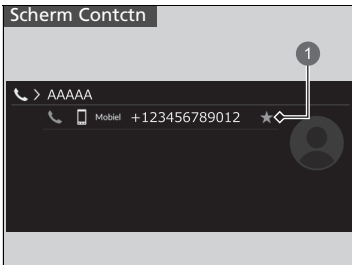 Scherm Contctn
1
> AAAAA
Mobiel +123456789012 ★